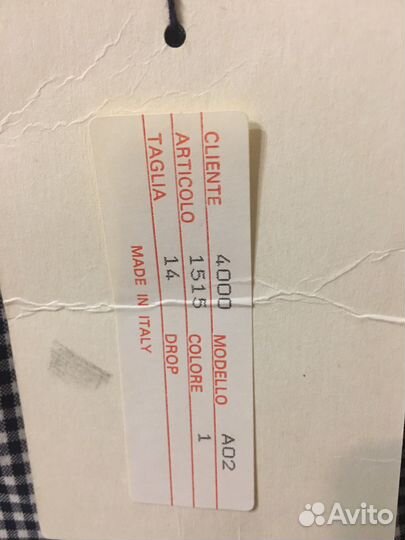 CLIENTE 4000 MODELLO A02
ARTICOLO 1515 COLORE 1
TAGLIA 14 DROP
MADE IN ITALY
Avito